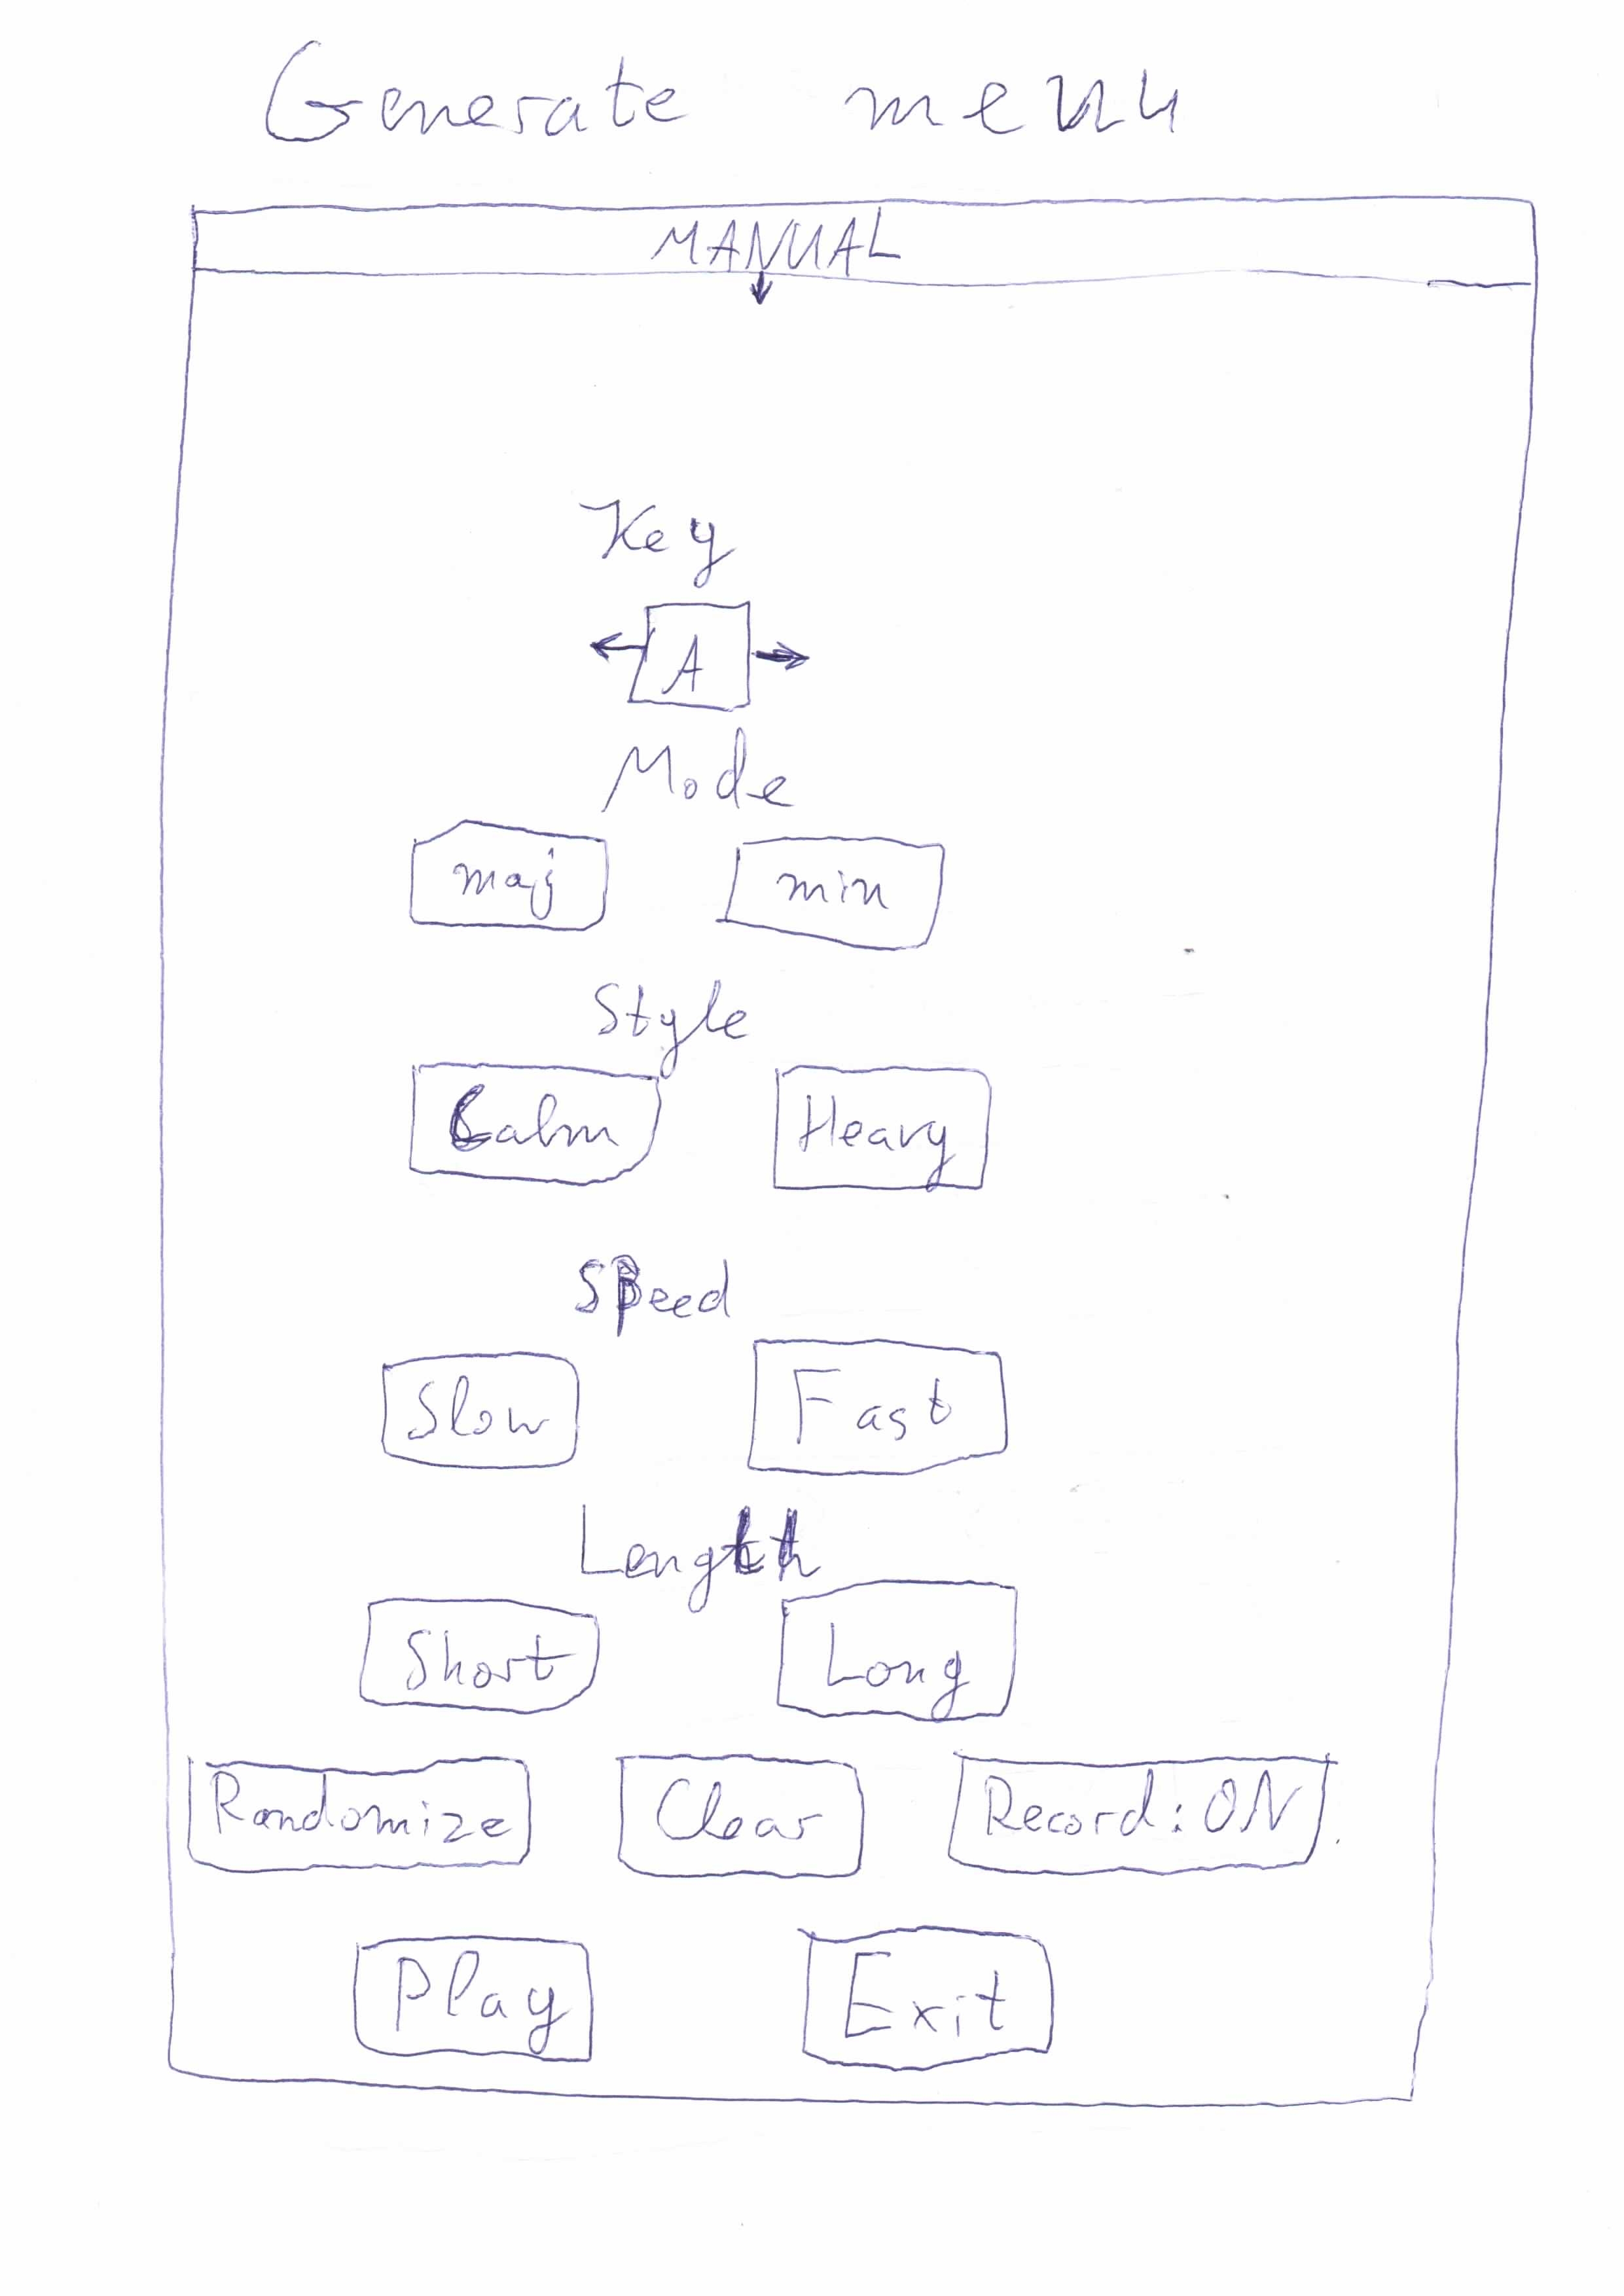 Generate menu
MANUAL
Key
A
Mode
maj min
Style
Calm Heavy
Speed
Slow Fast
Length
Short Long
Randomize Clear Record: ON
Play Exit